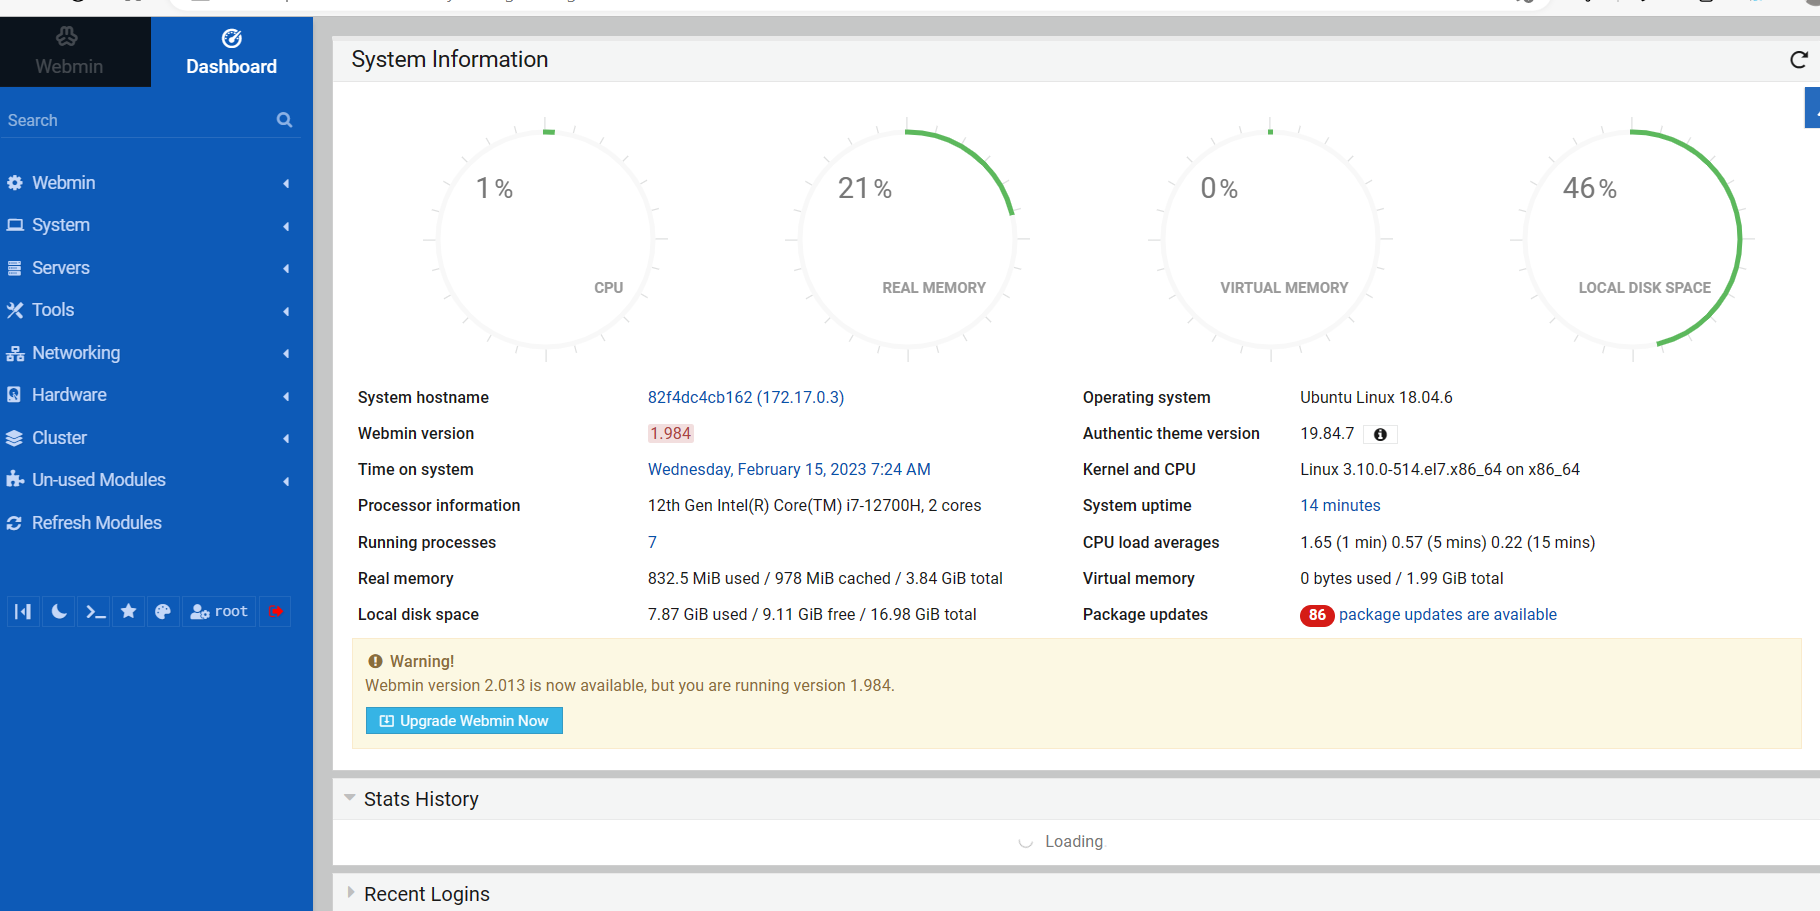 Webmin
Dashboard
Search
Webmin
System
Servers
Tools
Networking
Hardware
Cluster
Un-used Modules
Refresh Modules
root
System Information
1%
CPU
21%
REAL MEMORY
0%
VIRTUAL MEMORY
46%
LOCAL DISK SPACE
System hostname 82f4dc4cb162 (172.17.0.3) Operating system Ubuntu Linux 18.04.6
Webmin version 1.984 Authentic theme version 19.84.7
Time on system Wednesday, February 15, 2023 7:24 AM Kernel and CPU Linux 3.10.0-514.el7.x86_64 on x86_64
Processor information 12th Gen Intel(R) Core(TM) i7-12700H, 2 cores System uptime 14 minutes
Running processes 7 CPU load averages 1.65 (1 min) 0.57 (5 mins) 0.22 (15 mins)
Real memory 832.5 MiB used / 978 MiB cached / 3.84 GiB total Virtual memory 0 bytes used / 1.99 GiB total
Local disk space 7.87 GiB used / 9.11 GiB free / 16.98 GiB total Package updates 86 package updates are available
Warning!
Webmin version 2.013 is now available, but you are running version 1.984.
Upgrade Webmin Now
Stats History
Loading
Recent Logins